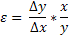 ε = Δy/Δx * x/y